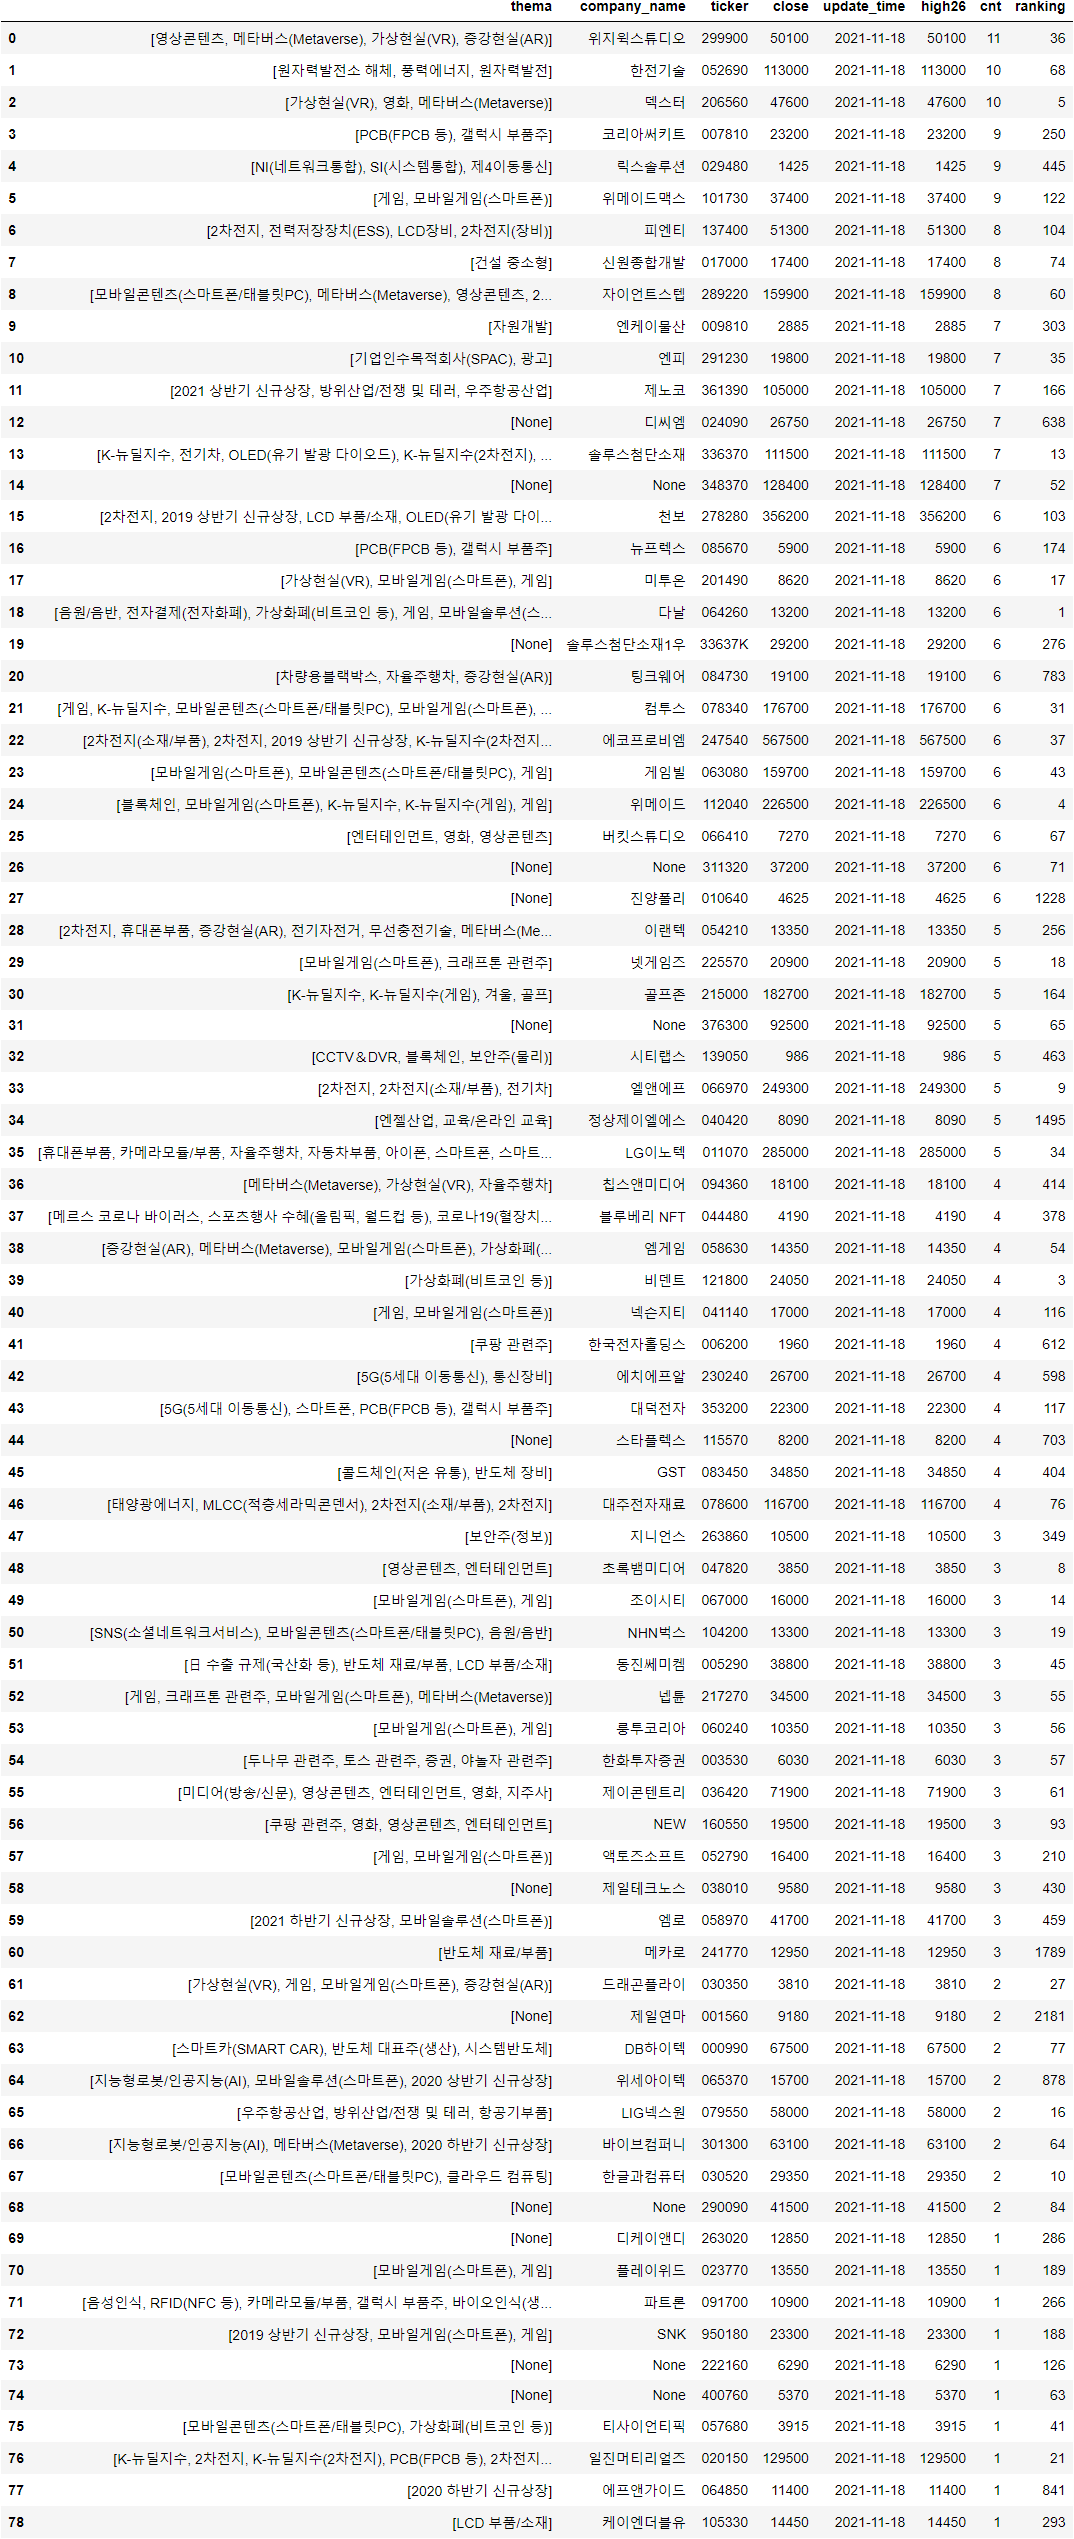 thema company_name ticker close update_time high26 cnt ranking
0 [영상콘텐츠, 메타버스(Metaverse), 가상현실(VR), 증강현실(AR)] 위지윅스튜디오 299900 50100 2021-11-18 50100 11 36
1 [원자력발전소 해체, 풍력에너지, 원자력발전] 한전기술 052690 113000 2021-11-18 113000 10 68
2 [가상현실(VR), 영화, 메타버스(Metaverse)] 덱스터 206560 47600 2021-11-18 47600 10 5
3 [PCB(FPCB 등), 갤럭시 부품주] 코리아써키트 007810 23200 2021-11-18 23200 9 250
4 [NI(네트워크통합), SI(시스템통합), 제4이동통신] 릭스솔루션 029480 1425 2021-11-18 1425 9 445
5 [게임, 모바일게임(스마트폰)] 위메이드맥스 101730 37400 2021-11-18 37400 9 122
6 [2차전지, 전력저장장치(ESS), LCD장비, 2차전지(장비)] 피엔티 137400 51300 2021-11-18 51300 8 104
7 [건설 중소형] 신원종합개발 017000 17400 2021-11-18 17400 8 74
8 [모바일콘텐츠(스마트폰/태블릿PC), 메타버스(Metaverse), 영상콘텐츠, 2... 자이언트스텝 289220 159900 2021-11-18 159900 8 60
9 [자원개발] 엔케이물산 009810 2885 2021-11-18 2885 7 303
10 [기업인수목적회사(SPAC), 광고] 엔피 291230 19800 2021-11-18 19800 7 35
11 [2021 상반기 신규상장, 방위산업/전쟁 및 테러, 우주항공산업] 제노코 361390 105000 2021-11-18 105000 7 166
12 [None] 디씨엠 024090 26750 2021-11-18 26750 7 638
13 [K-뉴딜지수, 전기차, OLED(유기 발광 다이오드), K-뉴딜지수(2차전지), ... 솔루스첨단소재 336370 111500 2021-11-18 111500 7 13
14 [None] None 348370 128400 2021-11-18 128400 7 52
15 [2차전지, 2019 상반기 신규상장, LCD 부품/소재, OLED(유기 발광 다이... 천보 278280 356200 2021-11-18 356200 6 103
16 [PCB(FPCB 등), 갤럭시 부품주] 뉴프렉스 085670 5900 2021-11-18 5900 6 174
17 [가상현실(VR), 모바일게임(스마트폰), 게임] 미투온 201490 8620 2021-11-18 8620 6 17
18 [음원/음반, 전자결제(전자화폐), 가상화폐(비트코인 등), 게임, 모바일솔루션(스... 다날 064260 13200 2021-11-18 13200 6 1
19 [None] 솔루스첨단소재1우 33637K 29200 2021-11-18 29200 6 276
20 [차량용블랙박스, 자율주행차, 증강현실(AR)] 팅크웨어 084730 19100 2021-11-18 19100 6 783
21 [게임, K-뉴딜지수, 모바일콘텐츠(스마트폰/태블릿PC), 모바일게임(스마트폰), ... 컴투스 078340 176700 2021-11-18 176700 6 31
22 [2차전지(소재/부품), 2차전지, 2019 상반기 신규상장, K-뉴딜지수(2차전지... 에코프로비엠 247540 567500 2021-11-18 567500 6 37
23 [모바일게임(스마트폰), 모바일콘텐츠(스마트폰/태블릿PC), 게임] 게임빌 063080 159700 2021-11-18 159700 6 43
24 [블록체인, 모바일게임(스마트폰), K-뉴딜지수, K-뉴딜지수(게임), 게임] 위메이드 112040 226500 2021-11-18 226500 6 4
25 [엔터테인먼트, 영화, 영상콘텐츠] 버킷스튜디오 066410 7270 2021-11-18 7270 6 67
26 [None] None 311320 37200 2021-11-18 37200 6 71
27 [None] 진양폴리 010640 4625 2021-11-18 4625 6 1228
28 [2차전지, 휴대폰부품, 증강현실(AR), 전기자전거, 무선충전기술, 메타버스(Me... 이랜텍 054210 13350 2021-11-18 13350 5 256
29 [모바일게임(스마트폰), 크래프톤 관련주] 넷게임즈 225570 20900 2021-11-18 20900 5 18
30 [K-뉴딜지수, K-뉴딜지수(게임), 겨울, 골프] 골프존 215000 182700 2021-11-18 182700 5 164
31 [None] None 376300 92500 2021-11-18 92500 5 65
32 [CCTV＆DVR, 블록체인, 보안주(물리)] 시티랩스 139050 986 2021-11-18 986 5 463
33 [2차전지, 2차전지(소재/부품), 전기차] 엘앤에프 066970 249300 2021-11-18 249300 5 9
34 [엔젤산업, 교육/온라인 교육] 정상제이엘에스 040420 8090 2021-11-18 8090 5 1495
35 [휴대폰부품, 카메라모듈/부품, 자율주행차, 자동차부품, 아이폰, 스마트폰, 스마트... LG이노텍 011070 285000 2021-11-18 285000 5 34
36 [메타버스(Metaverse), 가상현실(VR), 자율주행차] 칩스앤미디어 094360 18100 2021-11-18 18100 4 414
37 [메르스 코로나 바이러스, 스포츠행사 수혜(올림픽, 월드컵 등), 코로나19(혈장치... 블루베리 NFT 044480 4190 2021-11-18 4190 4 378
38 [증강현실(AR), 메타버스(Metaverse), 모바일게임(스마트폰), 가상화폐(... 엠게임 058630 14350 2021-11-18 14350 4 54
39 [가상화폐(비트코인 등)] 비덴트 121800 24050 2021-11-18 24050 4 3
40 [게임, 모바일게임(스마트폰)] 넥슨지티 041140 17000 2021-11-18 17000 4 116
41 [쿠팡 관련주] 한국전자홀딩스 006200 1960 2021-11-18 1960 4 612
42 [5G(5세대 이동통신), 통신장비] 에치에프알 230240 26700 2021-11-18 26700 4 598
43 [5G(5세대 이동통신), 스마트폰, PCB(FPCB 등), 갤럭시 부품주] 대덕전자 353200 22300 2021-11-18 22300 4 117
44 [None] 스타플렉스 115570 8200 2021-11-18 8200 4 703
45 [콜드체인(저온 유통), 반도체 장비] GST 083450 34850 2021-11-18 34850 4 404
46 [태양광에너지, MLCC(적층세라믹콘덴서), 2차전지(소재/부품), 2차전지] 대주전자재료 078600 116700 2021-11-18 116700 4 76
47 [보안주(정보)] 지니언스 263860 10500 2021-11-18 10500 3 349
48 [영상콘텐츠, 엔터테인먼트] 초록뱀미디어 047820 3850 2021-11-18 3850 3 8
49 [모바일게임(스마트폰), 게임] 조이시티 067000 16000 2021-11-18 16000 3 14
50 [SNS(소셜네트워크서비스), 모바일콘텐츠(스마트폰/태블릿PC), 음원/음반] NHN벅스 104200 13300 2021-11-18 13300 3 19
51 [日 수출 규제(국산화 등), 반도체 재료/부품, LCD 부품/소재] 동진쎄미켐 005290 38800 2021-11-18 38800 3 45
52 [게임, 크래프톤 관련주, 모바일게임(스마트폰), 메타버스(Metaverse)] 넵튠 217270 34500 2021-11-18 34500 3 55
53 [모바일게임(스마트폰), 게임] 룽투코리아 060240 10350 2021-11-18 10350 3 56
54 [두나무 관련주, 토스 관련주, 증권, 야놀자 관련주] 한화투자증권 003530 6030 2021-11-18 6030 3 57
55 [미디어(방송/신문), 영상콘텐츠, 엔터테인먼트, 영화, 지주사] 제이콘텐트리 036420 71900 2021-11-18 71900 3 61
56 [쿠팡 관련주, 영화, 영상콘텐츠, 엔터테인먼트] NEW 160550 19500 2021-11-18 19500 3 93
57 [게임, 모바일게임(스마트폰)] 액토즈소프트 052790 16400 2021-11-18 16400 3 210
58 [None] 제일테크노스 038010 9580 2021-11-18 9580 3 430
59 [2021 하반기 신규상장, 모바일솔루션(스마트폰)] 엠로 058970 41700 2021-11-18 41700 3 459
60 [반도체 재료/부품] 메카로 241770 12950 2021-11-18 12950 3 1789
61 [가상현실(VR), 게임, 모바일게임(스마트폰), 증강현실(AR)] 드래곤플라이 030350 3810 2021-11-18 3810 2 27
62 [None] 제일연마 001560 9180 2021-11-18 9180 2 2181
63 [스마트카(SMART CAR), 반도체 대표주(생산), 시스템반도체] DB하이텍 000990 67500 2021-11-18 67500 2 77
64 [지능형로봇/인공지능(AI), 모바일솔루션(스마트폰), 2020 상반기 신규상장] 위세아이텍 065370 15700 2021-11-18 15700 2 878
65 [우주항공산업, 방위산업/전쟁 및 테러, 항공기부품] LIG넥스원 079550 58000 2021-11-18 58000 2 16
66 [지능형로봇/인공지능(AI), 메타버스(Metaverse), 2020 하반기 신규상장] 바이브컴퍼니 301300 63100 2021-11-18 63100 2 64
67 [모바일콘텐츠(스마트폰/태블릿PC), 클라우드 컴퓨팅] 한글과컴퓨터 030520 29350 2021-11-18 29350 2 10
68 [None] None 290090 41500 2021-11-18 41500 2 84
69 [None] 디케이앤디 263020 12850 2021-11-18 12850 1 286
70 [모바일게임(스마트폰), 게임] 플레이위드 023770 13550 2021-11-18 13550 1 189
71 [음성인식, RFID(NFC 등), 카메라모듈/부품, 갤럭시 부품주, 바이오인식(생... 파트론 091700 10900 2021-11-18 10900 1 266
72 [2019 상반기 신규상장, 모바일게임(스마트폰), 게임] SNK 950180 23300 2021-11-18 23300 1 188
73 [None] None 222160 6290 2021-11-18 6290 1 126
74 [None] None 400760 5370 2021-11-18 5370 1 63
75 [모바일콘텐츠(스마트폰/태블릿PC), 가상화폐(비트코인 등)] 티사이언티픽 057680 3915 2021-11-18 3915 1 41
76 [K-뉴딜지수, 2차전지, K-뉴딜지수(2차전지), PCB(FPCB 등), 2차전지... 일진머티리얼즈 020150 129500 2021-11-18 129500 1 21
77 [2020 하반기 신규상장] 에프앤가이드 064850 11400 2021-11-18 11400 1 841
78 [LCD 부품/소재] 케이엔더블유 105330 14450 2021-11-18 14450 1 293